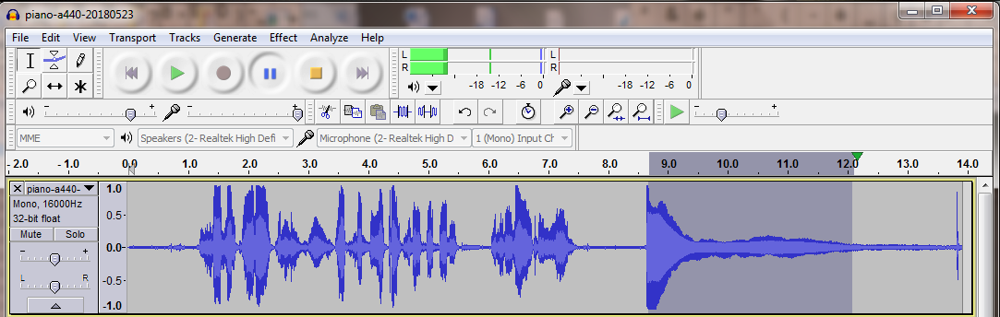 piano-a440-20180523
File Edit View Transport Tracks Generate Effect Analyze Help
L
R
-18 -12 -6 0
L
R
-18 -12 -6 0
MME
Speakers (2- Realtek High Defi
Microphone (2- Realtek High D
1 (Mono) Input Ch
- 2.0 - 1.0 0.0 1.0 2.0 3.0 4.0 5.0 6.0 7.0 8.0 9.0 10.0 11.0 12.0 13.0 14.0
piano-a440-
Mono, 16000Hz
32-bit float
Mute Solo
- +
L R
1.0
0.5-
0.0-
-0.5-
-1.0